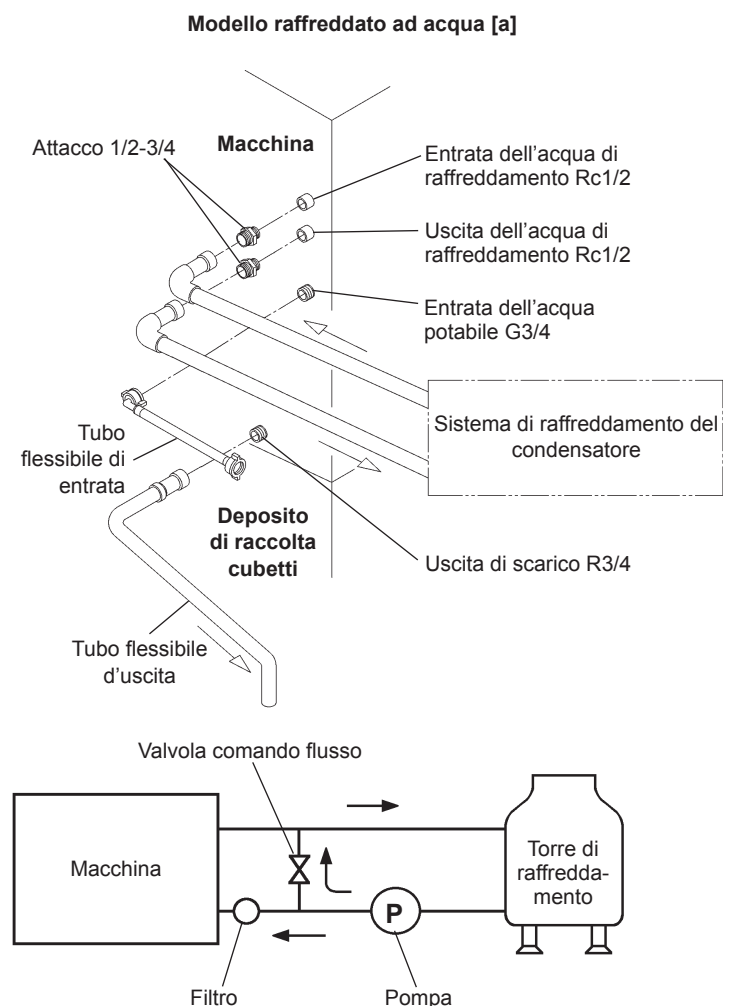 Modello raffreddato ad acqua [a]
Attacco 1/2-3/4
Macchina
Entrata dell'acqua di
raffreddamento Rc1/2
Uscita dell'acqua di
raffreddamento Rc1/2
Entrata dell'acqua
potabile G3/4
Sistema di raffreddamento del
condensatore
Tubo
flessibile di
entrata
Deposito
di raccolta
cubetti
Uscita di scarico R3/4
Tubo flessibile
d'uscita
Valvola comando flusso
Macchina
Torre di
raffredda-
mento
P
Filtro
Pompa